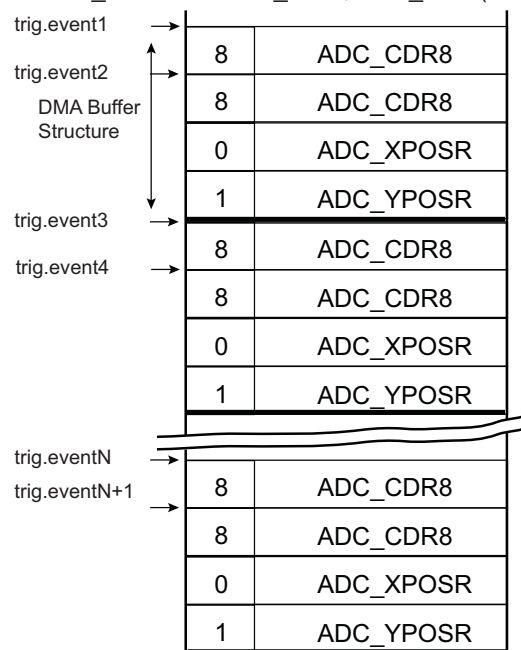 trig.event1
8 ADC_CDR8
trig.event2
8 ADC_CDR8
DMA Buffer
Structure
0 ADC_XPOSR
1 ADC_YPOSR
trig.event3
8 ADC_CDR8
trig.event4
8 ADC_CDR8
0 ADC_XPOSR
1 ADC_YPOSR
trig.eventN
8 ADC_CDR8
trig.eventN+1
8 ADC_CDR8
0 ADC_XPOSR
1 ADC_YPOSR